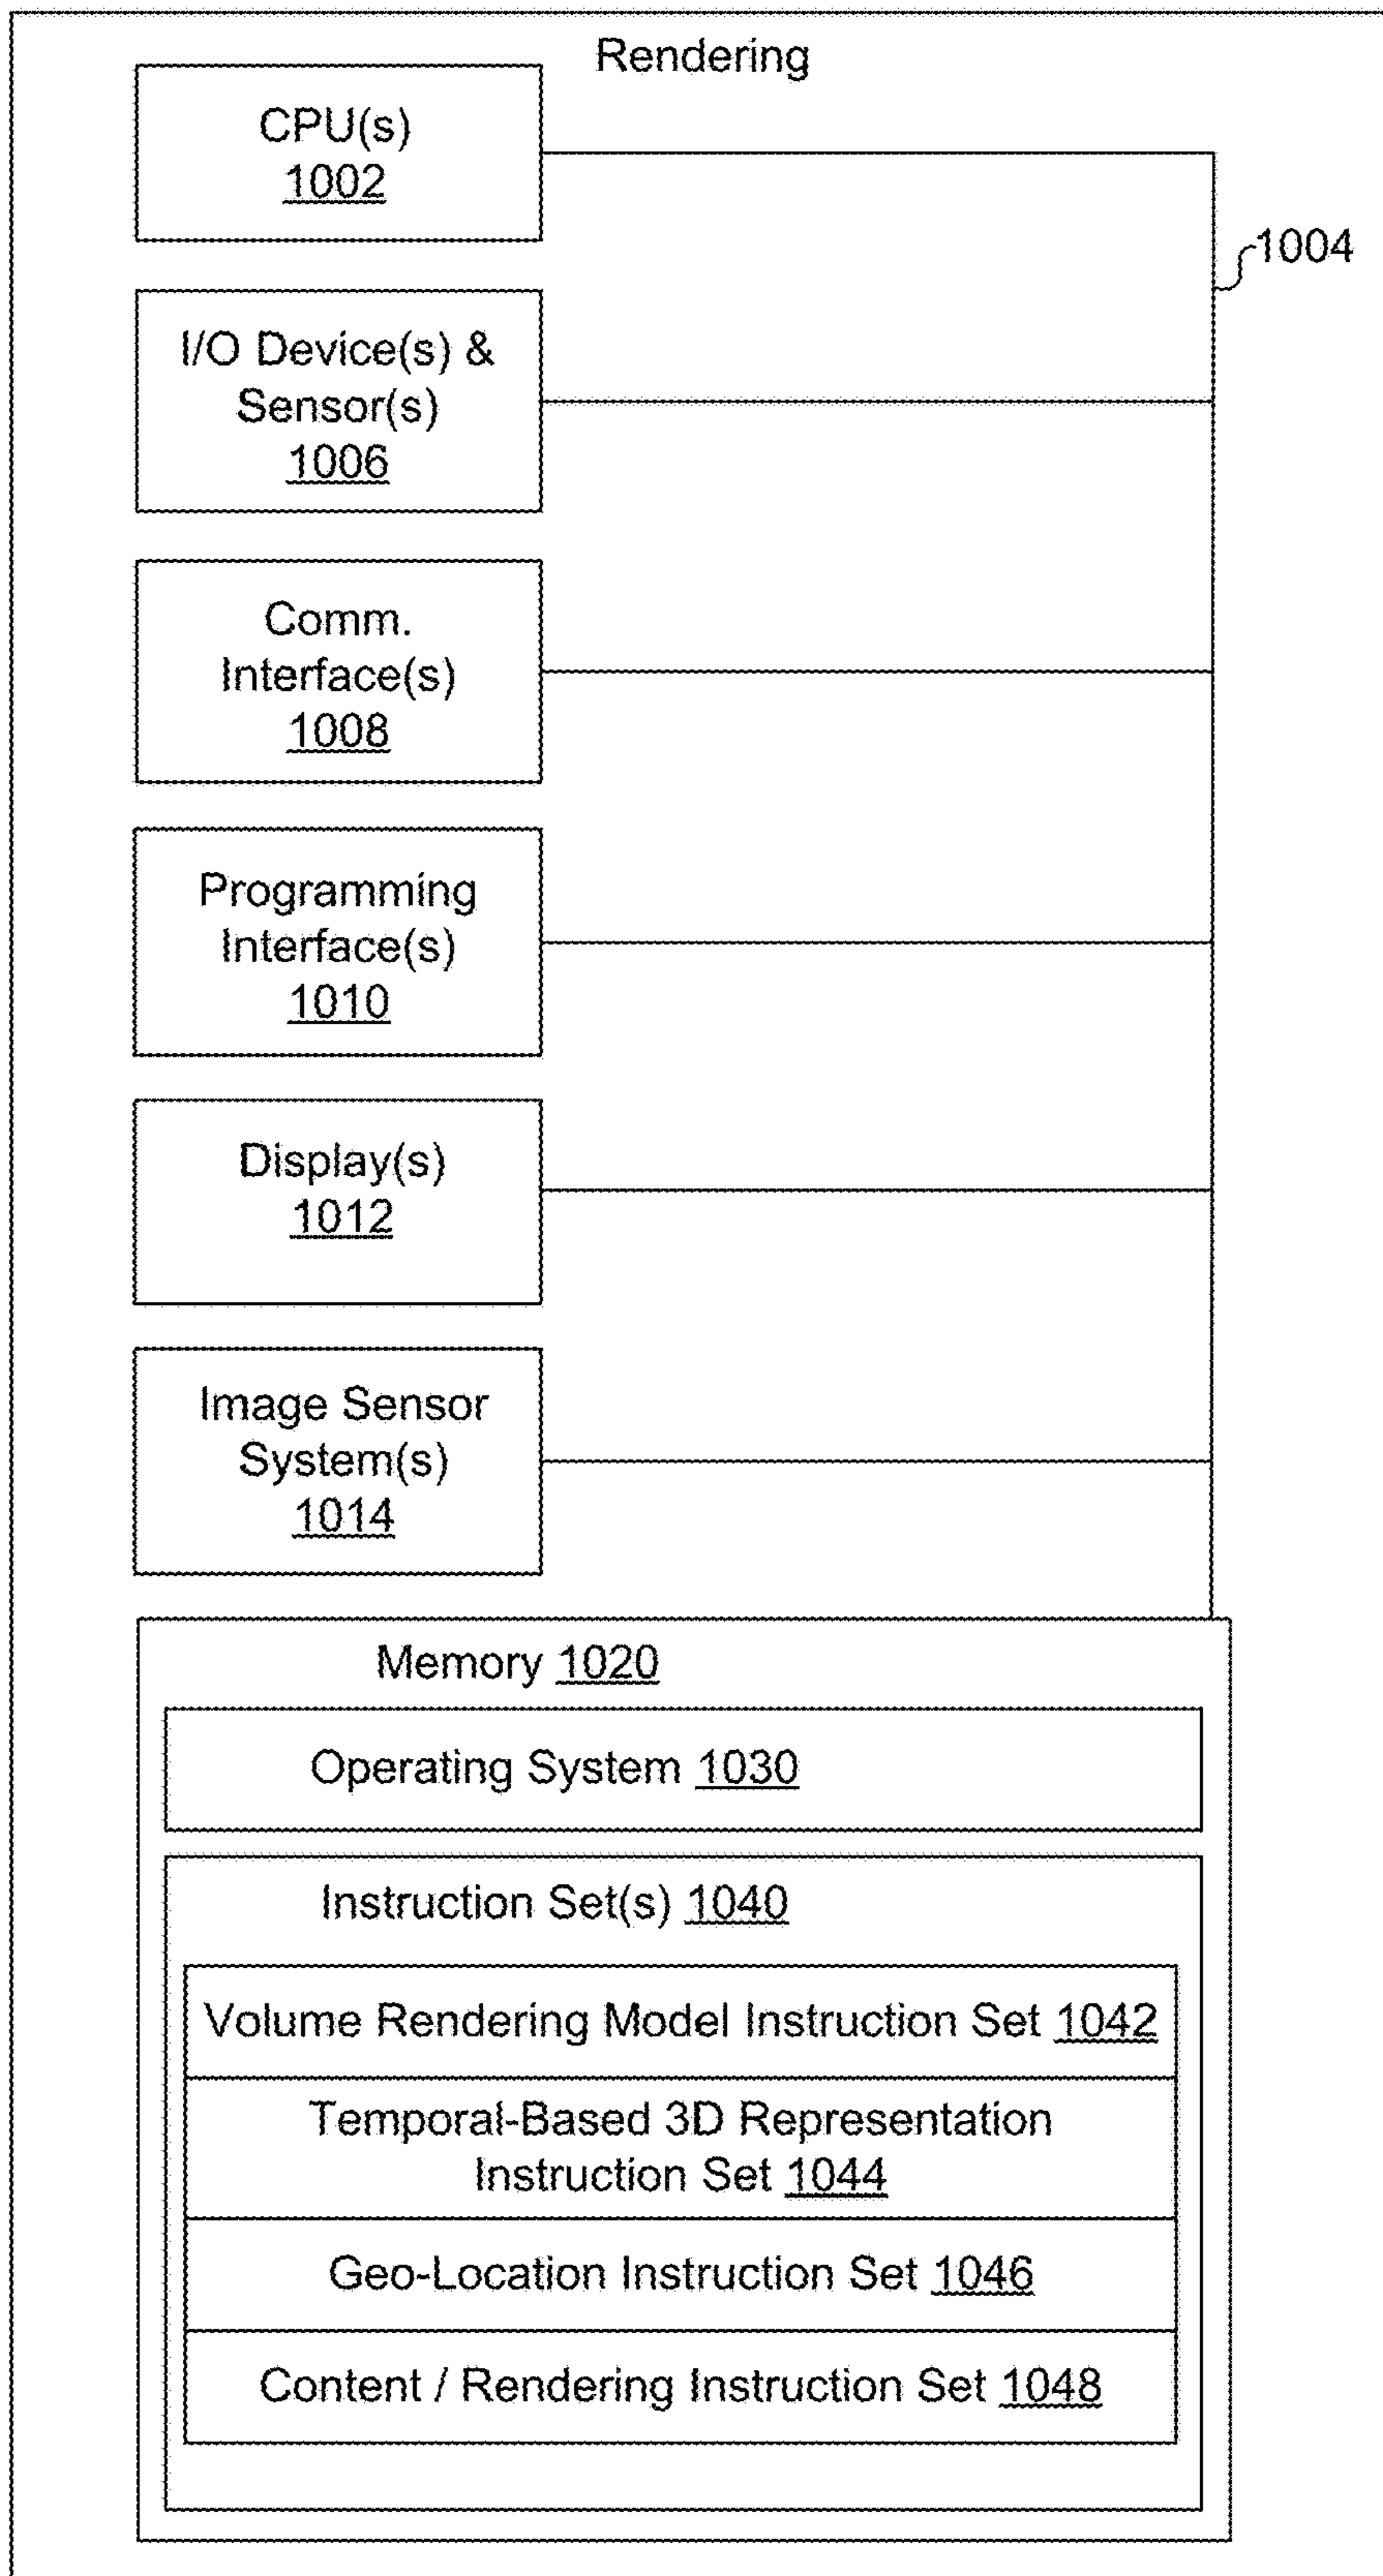 Rendering
CPU(s)
1002
1004
I/O Device(s) &
Sensor(s)
1006
Comm.
Interface(s)
1008
Programming
Interface(s)
1010
Display(s)
1012
Image Sensor
System(s)
1014
Memory 1020
Operating System 1030
Instruction Set(s) 1040
Volume Rendering Model Instruction Set 1042
Temporal-Based 3D Representation
Instruction Set 1044
Geo-Location Instruction Set 1046
Content / Rendering Instruction Set 1048